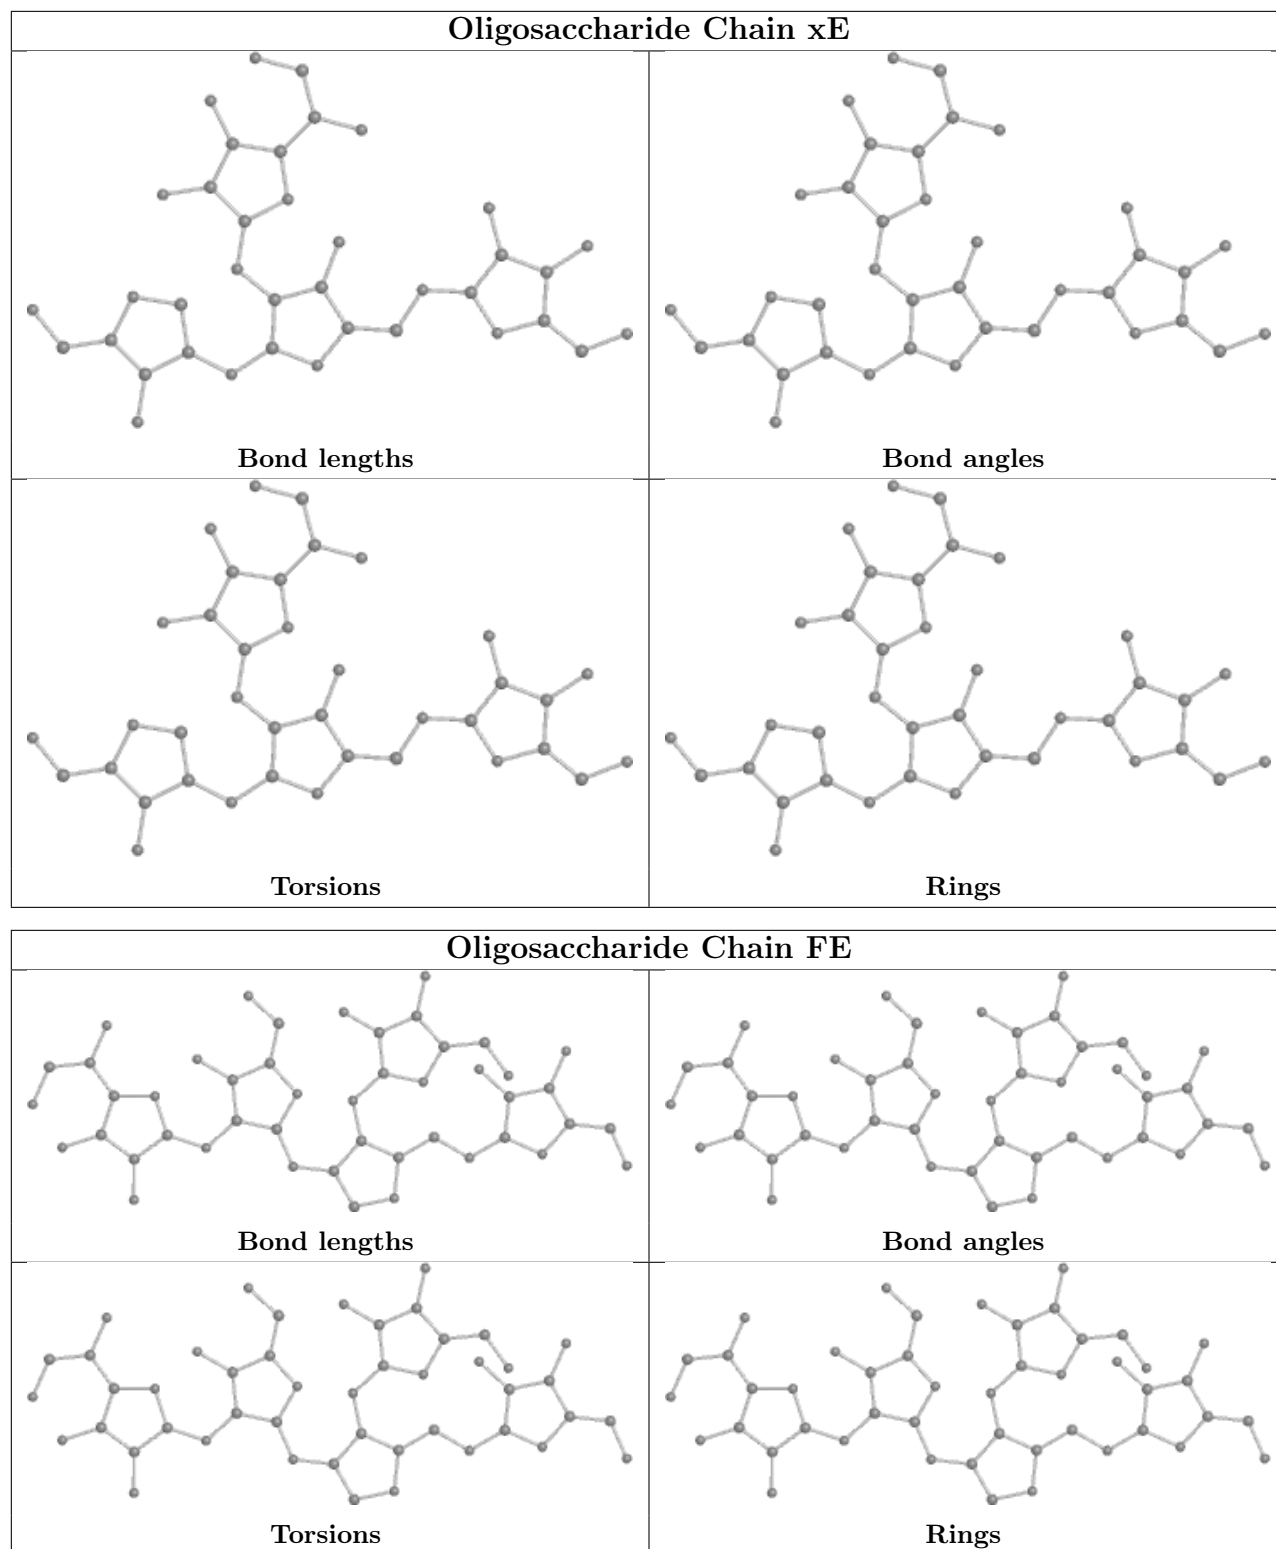 Oligosaccharide Chain xE
Bond lengths
Bond angles
Torsions
Rings
Oligosaccharide Chain FE
Bond lengths
Bond angles
Torsions
Rings